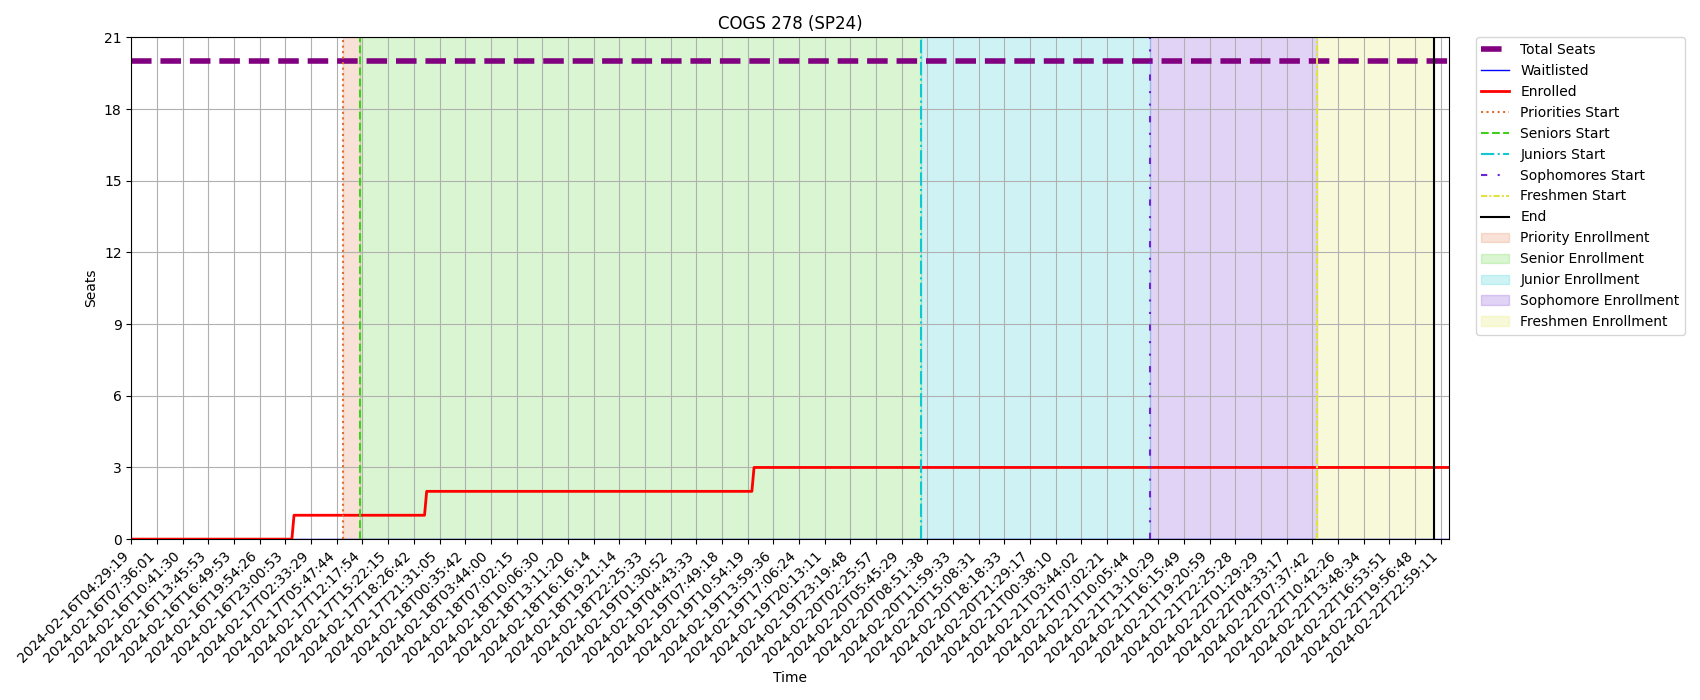 COGS 278 (SP24)
21
18
15
12
9
6
3
0
Seats
2024-02-16T04:29:19
2024-02-16T07:36:01
2024-02-16T10:41:30
2024-02-16T13:45:53
2024-02-16T16:49:53
2024-02-16T19:54:26
2024-02-16T23:00:53
2024-02-17T02:33:29
2024-02-17T05:47:44
2024-02-17T12:17:54
2024-02-17T15:22:15
2024-02-17T18:26:42
2024-02-17T21:31:05
2024-02-18T00:35:42
2024-02-18T03:44:00
2024-02-18T07:02:15
2024-02-18T10:06:30
2024-02-18T13:11:20
2024-02-18T16:16:14
2024-02-18T19:21:14
2024-02-18T22:25:33
2024-02-19T01:30:52
2024-02-19T04:43:33
2024-02-19T07:49:18
2024-02-19T10:54:19
2024-02-19T13:59:36
2024-02-19T17:06:24
2024-02-19T20:13:11
2024-02-19T23:19:48
2024-02-20T02:25:57
2024-02-20T05:45:29
2024-02-20T08:51:38
2024-02-20T11:59:33
2024-02-20T15:08:31
2024-02-20T18:18:33
2024-02-20T21:29:17
2024-02-21T00:38:10
2024-02-21T03:44:02
2024-02-21T07:02:21
2024-02-21T10:05:44
2024-02-21T13:10:29
2024-02-21T16:15:49
2024-02-21T19:20:59
2024-02-21T22:25:28
2024-02-22T01:29:29
2024-02-22T04:33:17
2024-02-22T07:37:42
2024-02-22T10:42:26
2024-02-22T13:48:34
2024-02-22T16:53:51
2024-02-22T19:56:48
2024-02-22T22:59:11
Time
Total Seats
Waitlisted
Enrolled
Priorities Start
Seniors Start
Juniors Start
Sophomores Start
Freshmen Start
End
Priority Enrollment
Senior Enrollment
Junior Enrollment
Sophomore Enrollment
Freshmen Enrollment